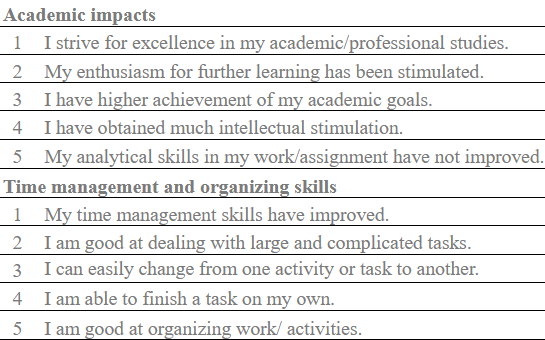 Academic impacts
1 I strive for excellence in my academic/professional studies.
2 My enthusiasm for further learning has been stimulated.
3 I have higher achievement of my academic goals.
4 I have obtained much intellectual stimulation.
5 My analytical skills in my work/assignment have not improved.
Time management and organizing skills
1 My time management skills have improved.
2 I am good at dealing with large and complicated tasks.
3 I can easily change from one activity or task to another.
4 I am able to finish a task on my own.
5 I am good at organizing work/ activities.